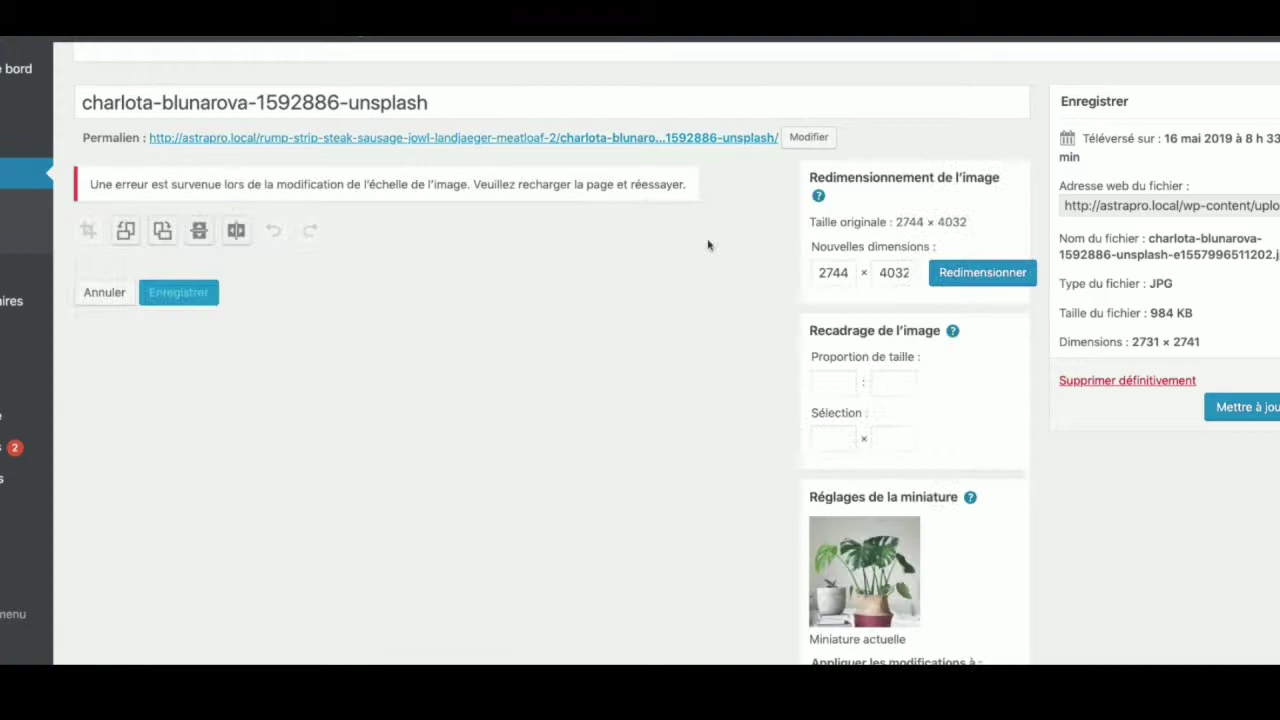 bord
charlota-blunarova-1592886-unsplash
Permalien : http://astrapro.local/rump-strip-steak-sausage-jowl-landjaeger-meatloaf-2/charlota-blunaro...1592886-unsplash/ Modifier
Une erreur est survenue lors de la modification de l'échelle de l'image. Veuillez recharger la page et réessayer.
Annuler
Enregistrer
Redimensionnement de l'image
?
Taille originale : 2744 × 4032
Nouvelles dimensions :
2744 × 4032 Redimensionner
Recadrage de l'image ?
Proportion de taille :
:
Sélection :
×
Réglages de la miniature ?
Miniature actuelle
Appliquer les modifications à :
Enregistrer
Téléversé sur : 16 mai 2019 à 8 h 33
min
Adresse web du fichier :
http://astrapro.local/wp-content/uplo
Nom du fichier : charlota-blunarova-
1592886-unsplash-e1557996511202.j
Type du fichier : JPG
Taille du fichier : 984 KB
Dimensions : 2731 × 2741
Supprimer définitivement
Mettre à jou
aires
2
menu